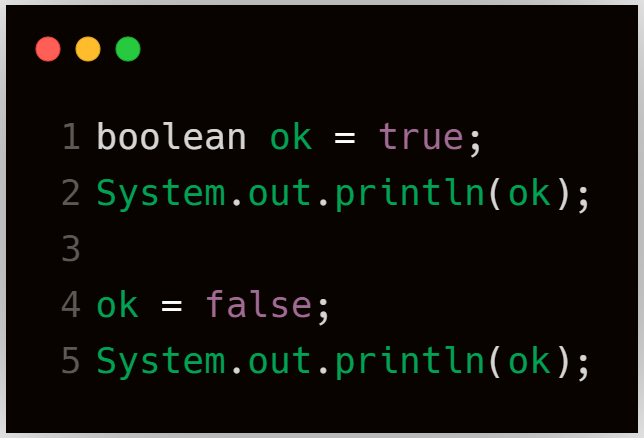 1 boolean ok = true;
2 System.out.println(ok);
3
4 ok = false;
5 System.out.println(ok);